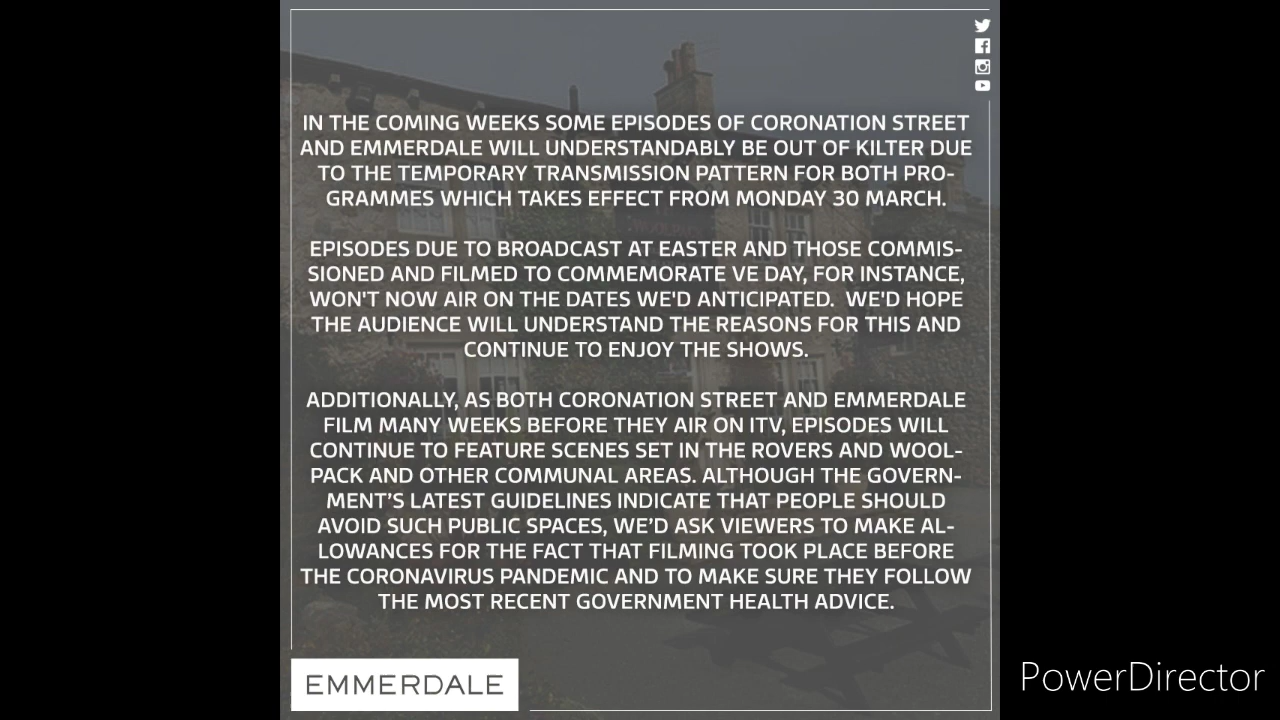 IN THE COMING WEEKS SOME EPISODES OF CORONATION STREET
AND EMMERDALE WILL UNDERSTANDABLY BE OUT OF KILTER DUE
TO THE TEMPORARY TRANSMISSION PATTERN FOR BOTH PRO-
GRAMMES WHICH TAKES EFFECT FROM MONDAY 30 MARCH.
EPISODES DUE TO BROADCAST AT EASTER AND THOSE COMMIS-
SIONED AND FILMED TO COMMEMORATE VE DAY, FOR INSTANCE,
WON'T NOW AIR ON THE DATES WE'D ANTICIPATED.  WE'D HOPE
THE AUDIENCE WILL UNDERSTAND THE REASONS FOR THIS AND
CONTINUE TO ENJOY THE SHOWS.
ADDITIONALLY, AS BOTH CORONATION STREET AND EMMERDALE
FILM MANY WEEKS BEFORE THEY AIR ON ITV, EPISODES WILL
CONTINUE TO FEATURE SCENES SET IN THE ROVERS AND WOOL-
PACK AND OTHER COMMUNAL AREAS. ALTHOUGH THE GOVERN-
MENT’S LATEST GUIDELINES INDICATE THAT PEOPLE SHOULD
AVOID SUCH PUBLIC SPACES, WE’D ASK VIEWERS TO MAKE AL-
LOWANCES FOR THE FACT THAT FILMING TOOK PLACE BEFORE
THE CORONAVIRUS PANDEMIC AND TO MAKE SURE THEY FOLLOW
THE MOST RECENT GOVERNMENT HEALTH ADVICE.
EMMERDALE
PowerDirector